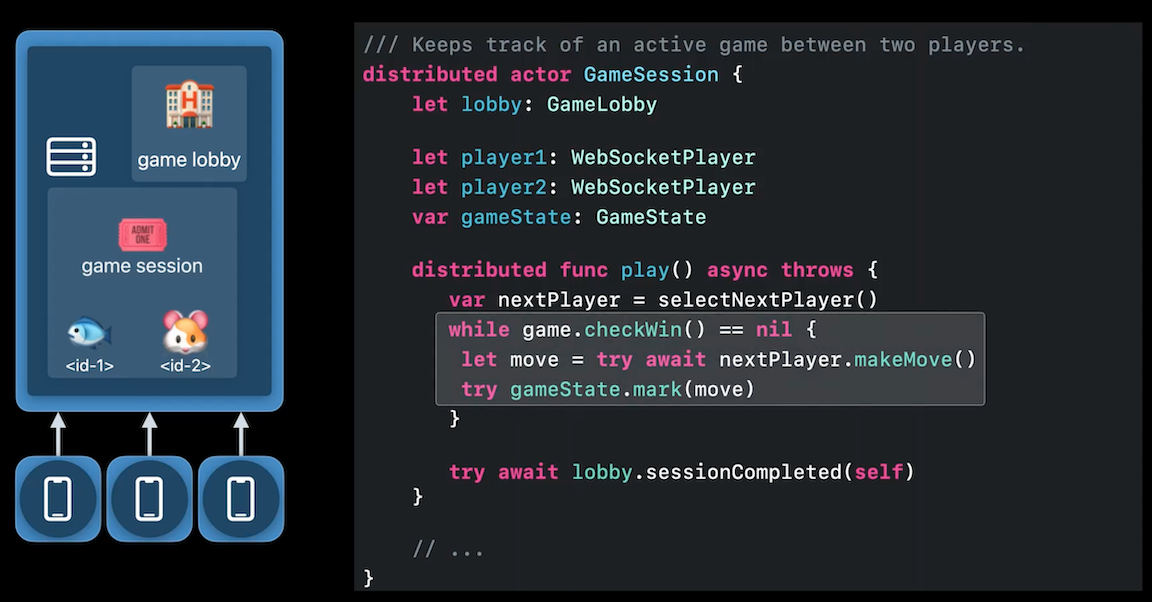 H
game lobby
ADMIT
ONE
game session
<id-1>
<id-2>
/// Keeps track of an active game between two players.
distributed actor GameSession {
let lobby: GameLobby
let player1: WebSocketPlayer
let player2: WebSocketPlayer
var gameState: GameState
distributed func play() async throws {
var nextPlayer = selectNextPlayer()
while game.checkWin() == nil {
let move = try await nextPlayer.makeMove()
try gameState.mark(move)
}
try await lobby.sessionCompleted(self)
}
// ...
}